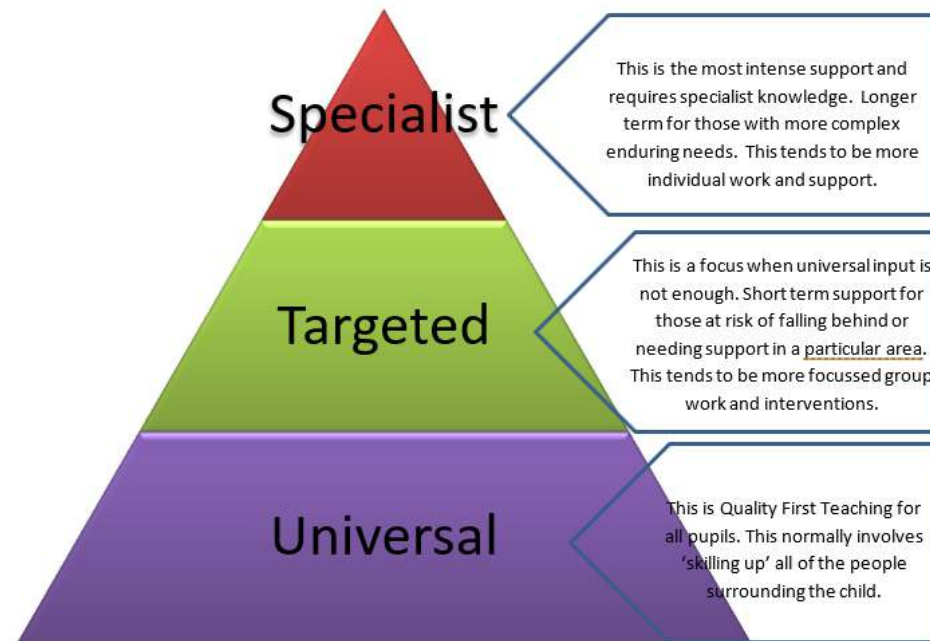 Specialist
This is the most intense support and
requires specialist knowledge. Longer
term for those with more complex
enduring needs. This tends to be more
individual work and support.
Targeted
This is a focus when universal input is
not enough. Short term support for
those at risk of falling behind or
needing support in a particular area.
This tends to be more focussed group
work and interventions.
Universal
This is Quality First Teaching for
all pupils. This normally involves
‘skilling up’ all of the people
surrounding the child.